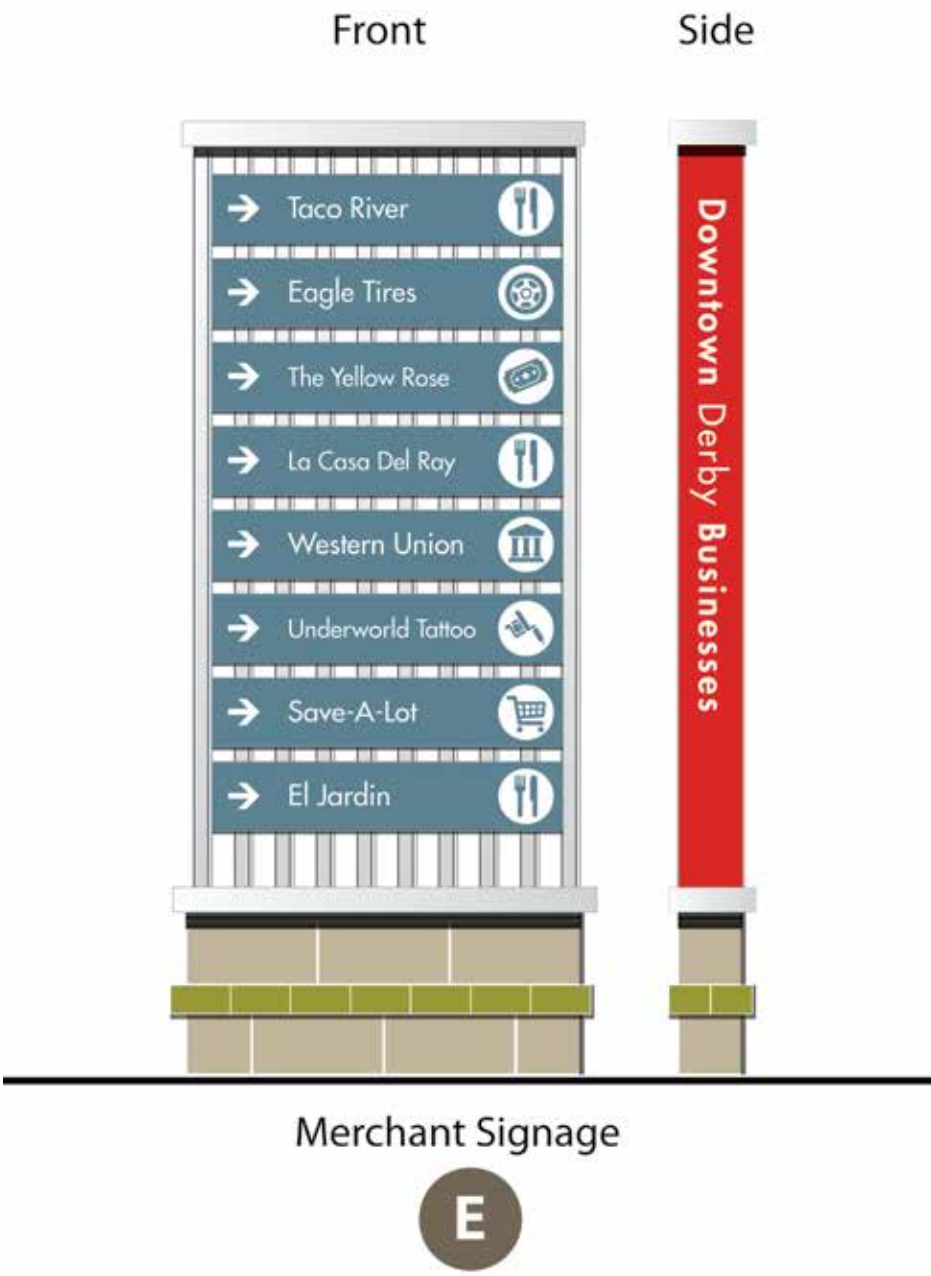 Front
Side
Taco River
Eagle Tires
The Yellow Rose
La Casa Del Ray
Western Union
Underworld Tattoo
Save-A-Lot
El Jardin
Downtown Derby Businesses
Merchant Signage
E